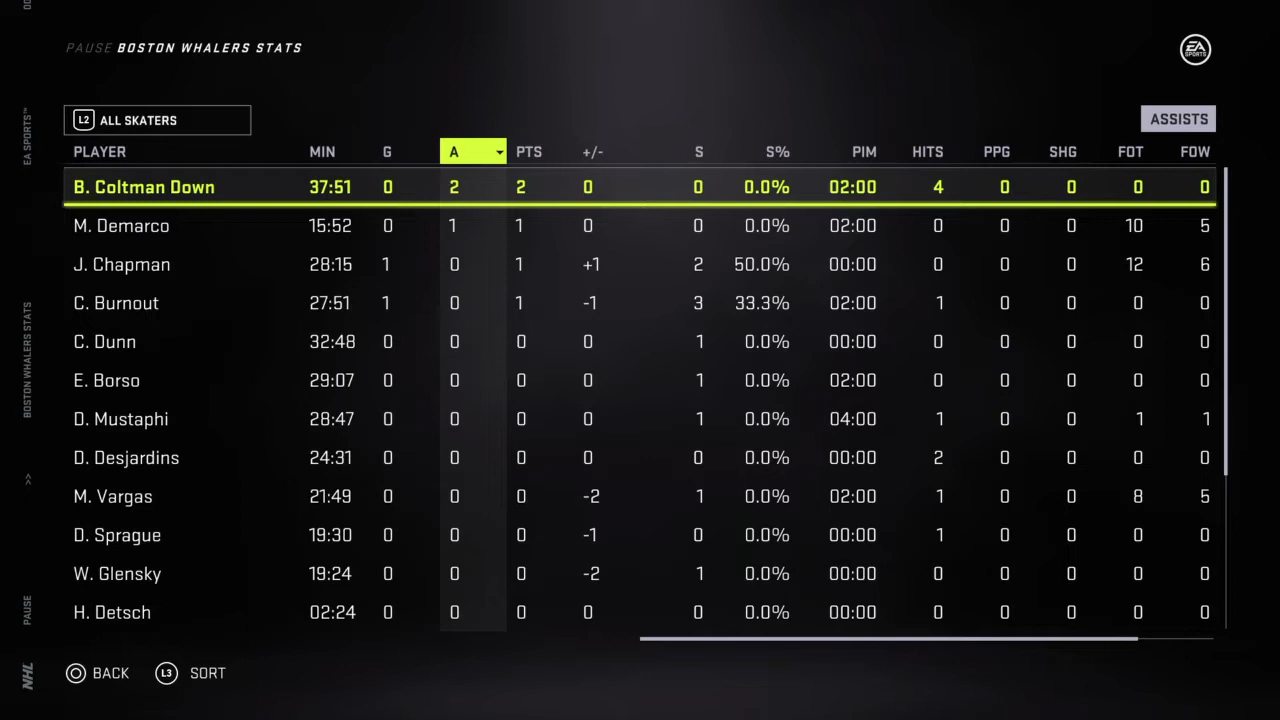 PAUSE BOSTON WHALERS STATS
EA SPORTS
L2 ALL SKATERS
ASSISTS
PLAYER MIN G A PTS +/- S S% PIM HITS PPG SHG FOT FOW
B. Coltman Down 37:51 0 2 2 0 0 0.0% 02:00 4 0 0 0 0
M. Demarco 15:52 0 1 1 0 0 0.0% 02:00 0 0 0 10 5
J. Chapman 28:15 1 0 1 +1 2 50.0% 00:00 0 0 0 12 6
C. Burnout 27:51 1 0 1 -1 3 33.3% 02:00 1 0 0 0 0
C. Dunn 32:48 0 0 0 0 1 0.0% 00:00 0 0 0 0 0
E. Borso 29:07 0 0 0 0 1 0.0% 02:00 0 0 0 0 0
D. Mustaphi 28:47 0 0 0 0 1 0.0% 04:00 1 0 0 1 1
D. Desjardins 24:31 0 0 0 0 0 0.0% 00:00 2 0 0 0 0
M. Vargas 21:49 0 0 0 -2 1 0.0% 02:00 1 0 0 8 5
D. Sprague 19:30 0 0 0 -1 0 0.0% 00:00 1 0 0 0 0
W. Glensky 19:24 0 0 0 -2 1 0.0% 00:00 0 0 0 0 0
H. Detsch 02:24 0 0 0 0 0 0.0% 00:00 0 0 0 0 0
BACK L3 SORT
NHL PAUSE >> BOSTON WHALERS STATS EA SPORTS™